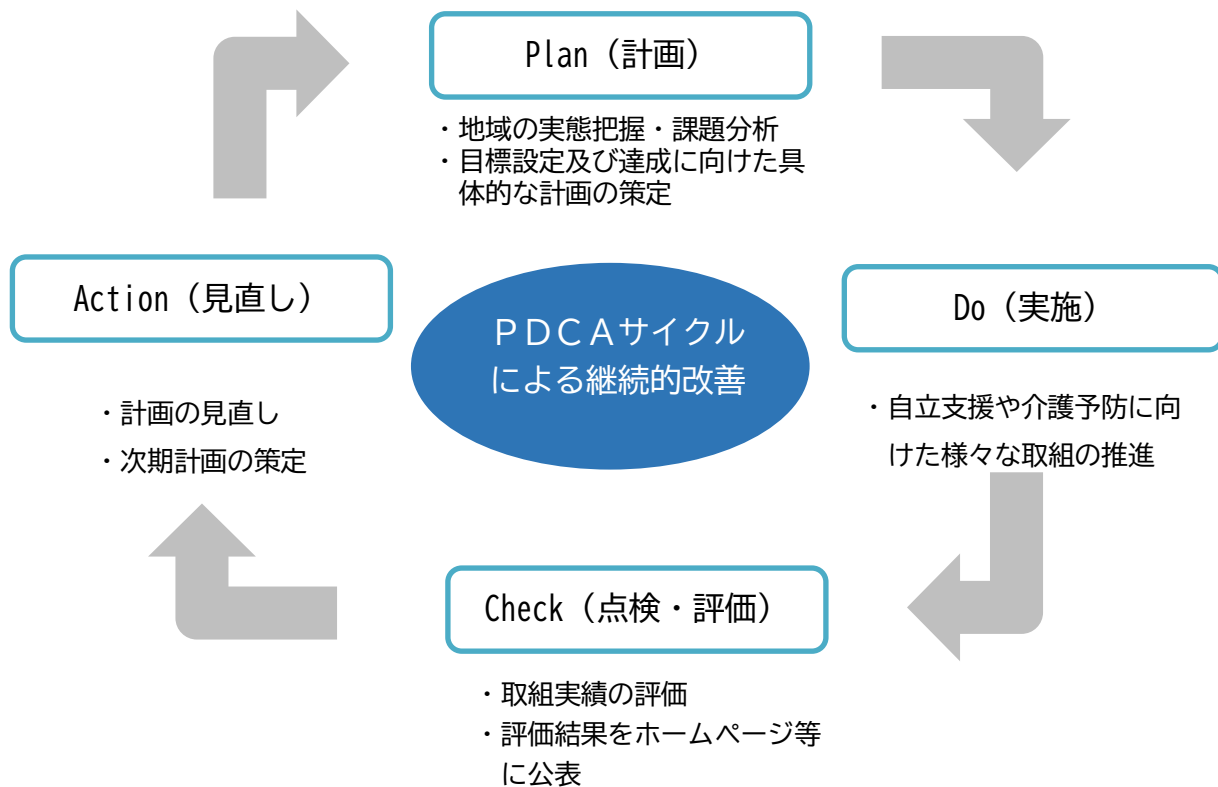 Plan（計画）
・地域の実態把握・課題分析
・目標設定及び達成に向けた具
体的な計画の策定
Action（見直し）
・計画の見直し
・次期計画の策定
ＰＤＣＡサイクル
による継続的改善
Do（実施）
・自立支援や介護予防に向
けた様々な取組の推進
Check（点検・評価）
・取組実績の評価
・評価結果をホームページ等
に公表